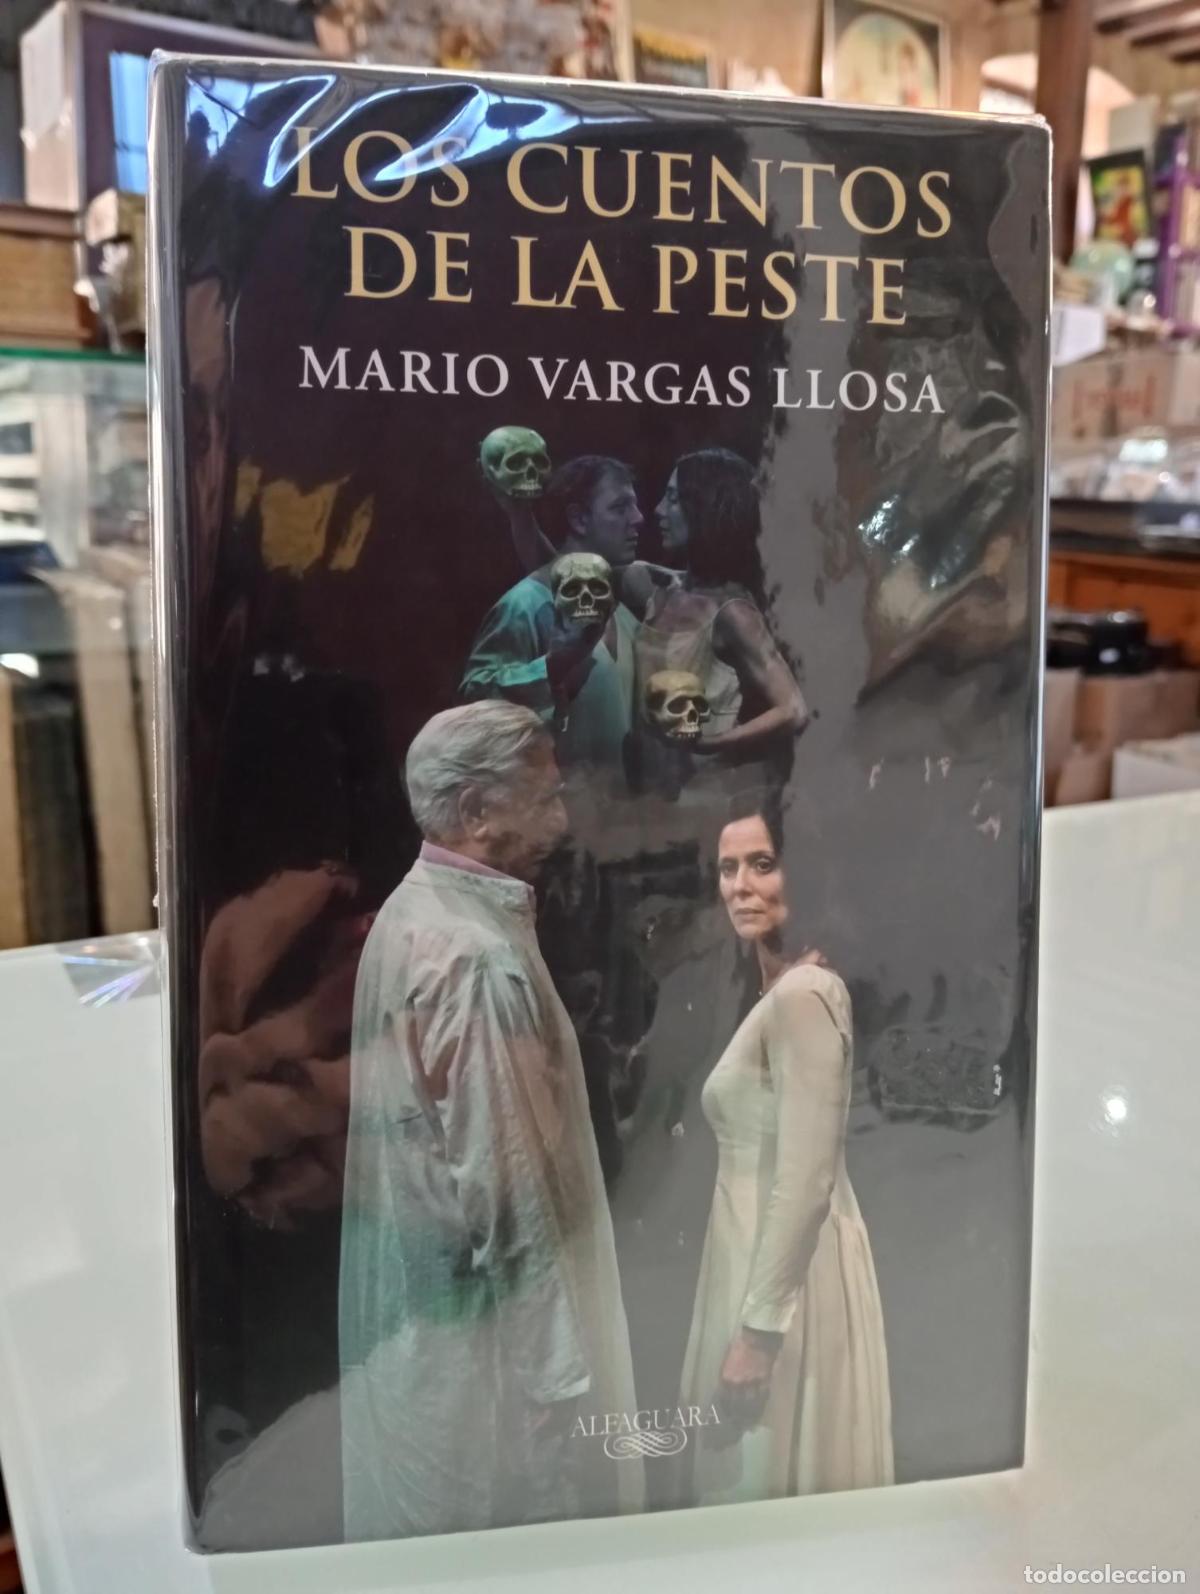 LOS CUENTOS
DE LA PESTE
MARIO VARGAS LLOSA
ALFAGUARA
todocoleccion